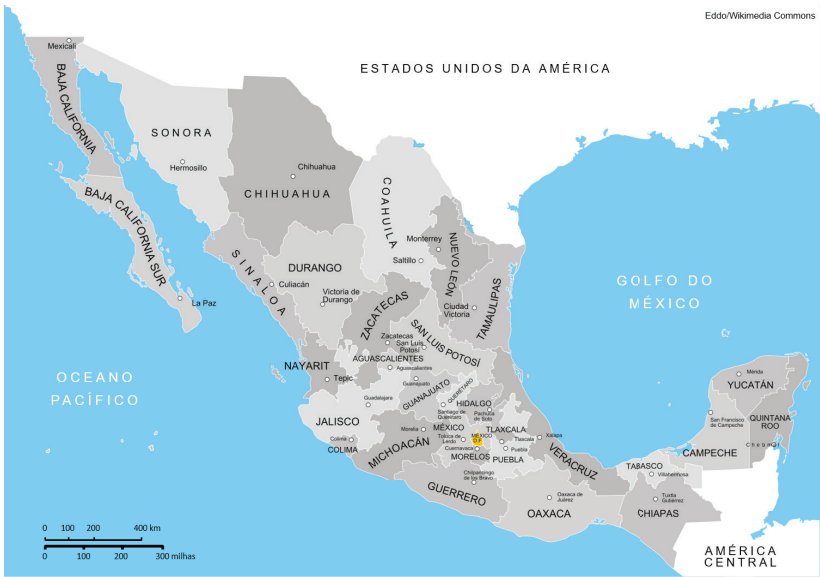 Eddo/Wikimedia Commons
ESTADOS UNIDOS DA AMÉRICA
Mexicali
BAJA CALIFORNIA
SONORA
Hermosillo
Chihuahua
CHIHUAHUA
COAHUILA
BAJA CALIFORNIA SUR
La Paz
SINALOA
Culiacán
DURANGO
Victoria de
Durango
Monterrey
Saltillo
NUEVO LEÓN
Ciudad
Victoria
TAMAULIPAS
GOLFO DO
MÉXICO
ZACATECAS
Zacatecas
San Luis
Potosí
SAN LUIS POTOSÍ
AGUASCALIENTES
Aguascalientes
NAYARIT
Tepic
OCEANO
PACÍFICO
Guanajuato
GUANAJUATO
QUERÉTARO
Santiago de
Querétaro
HIDALGO
Pachuca
de Soto
Guadalajara
JALISCO
Colima
COLIMA
Morelia
MICHOACÁN
MÉXICO
Toluca de
Lerdo
MÉXICO
D.F.
Cuernavaca
MORELOS
TLAXCALA
Tlaxcala
Puebla
PUEBLA
Xalapa
VERACRUZ
Chilpancingo
de los Bravo
GUERRERO
Oaxaca de
Juárez
OAXACA
Mérida
YUCATÁN
San Francisco
de Campeche
CAMPECHE
QUINTANA
ROO
TABASCO
Villahermosa
Tuxtla
Gutiérrez
CHIAPAS
AMÉRICA
CENTRAL
0 100 200 400 km
0 100 200 300 milhas